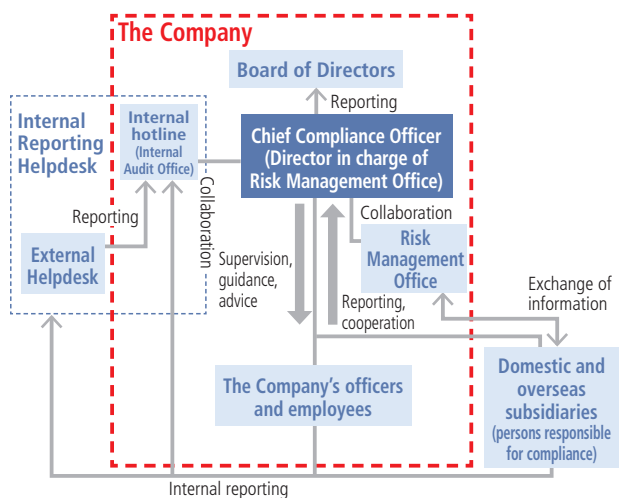 The Company
Board of Directors
Reporting
Internal
Reporting
Helpdesk
Internal
hotline
(Internal
Audit Office)
Chief Compliance Officer
(Director in charge of
Risk Management Office)
Collaboration
Reporting
External
Helpdesk
Supervision,
guidance,
advice
Reporting,
cooperation
Collaboration
Risk
Management
Office
Exchange of
information
The Company’s officers
and employees
Domestic and
overseas
subsidiaries
(persons responsible
for compliance)
Internal reporting